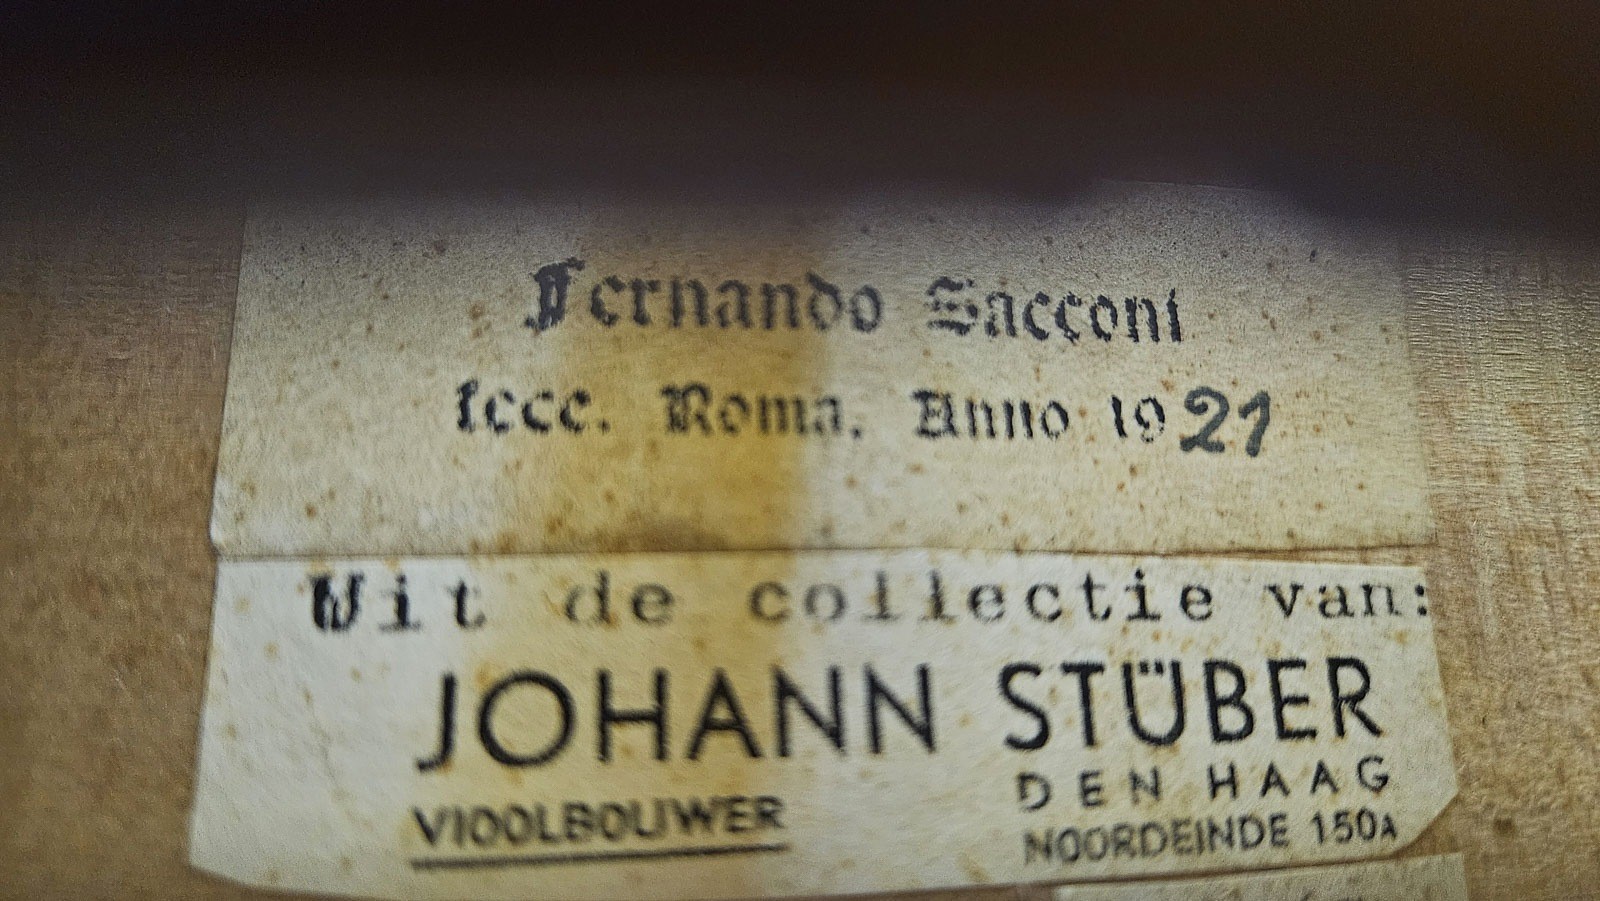 Fernando Sacconi
fecc. Roma. Anno 1921
Uit de collectie van:
JOHANN STÜBER
DEN HAAG
VIOOLBOUWER
NOORDEINDE 150A